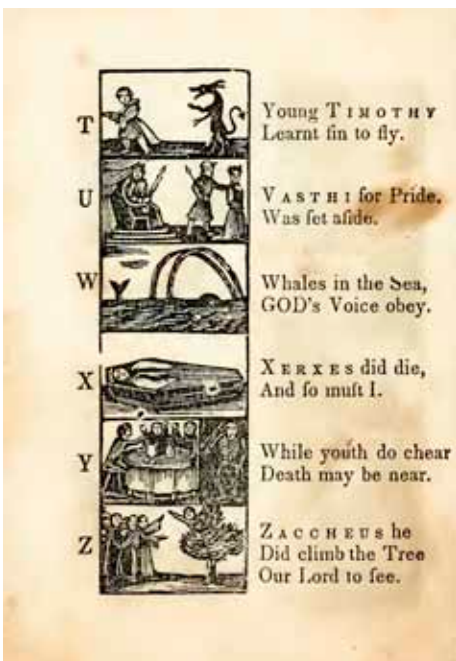 T
Young TIMOTHY
Learnt ſin to fly.
U
VASTHI for Pride,
Was ſet aſide.
W
Whales in the Sea,
GOD's Voice obey.
X
XERXES did die,
And ſo muſt I.
Y
While youth do chear
Death may be near.
Z
ZACCHEUS he
Did climb the Tree
Our Lord to ſee.